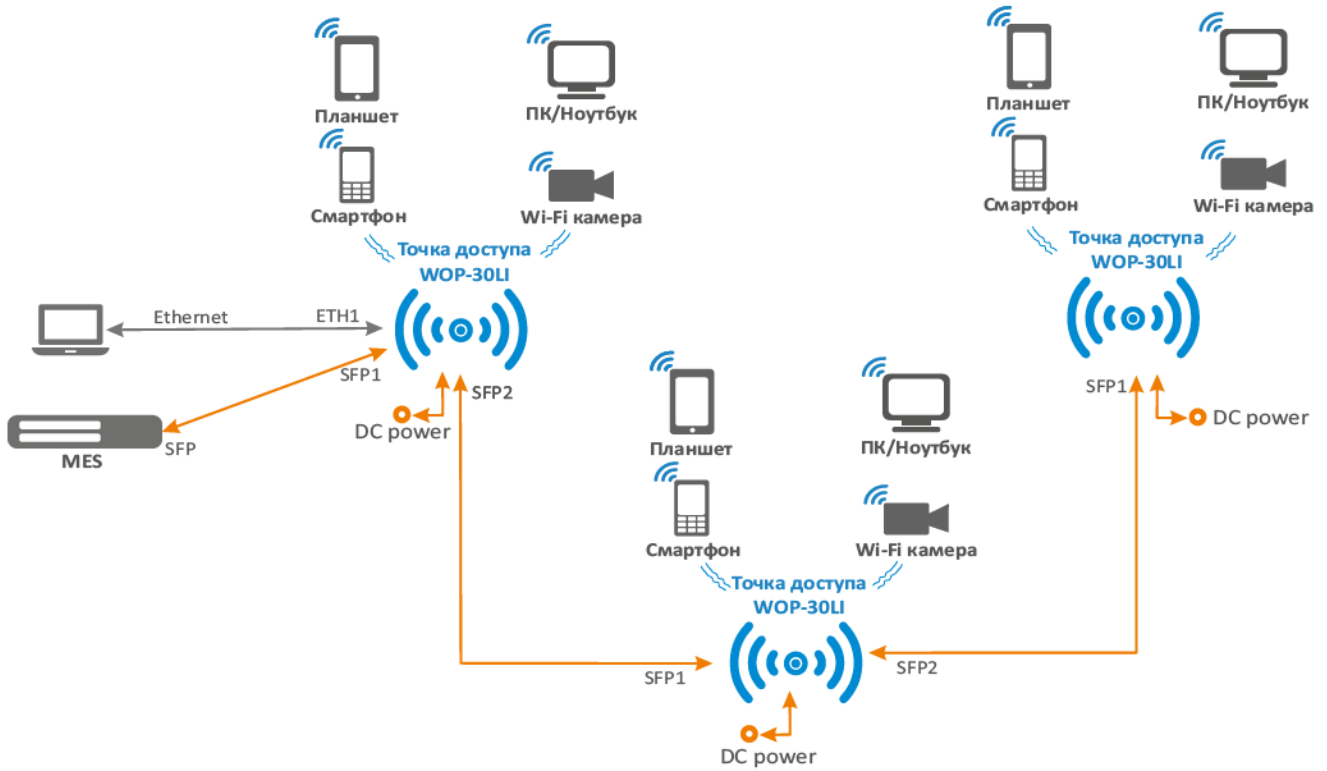 Планшет
ПК/Ноутбук
Смартфон
Wi-Fi камера
Точка доступа
WOP-30LI
Ethernet
ETH1
SFP1
SFP2
DC power
SFP
MES
Планшет
ПК/Ноутбук
Смартфон
Wi-Fi камера
Точка доступа
WOP-30LI
SFP1
SFP2
DC power
Планшет
ПК/Ноутбук
Смартфон
Wi-Fi камера
Точка доступа
WOP-30LI
SFP1
DC power